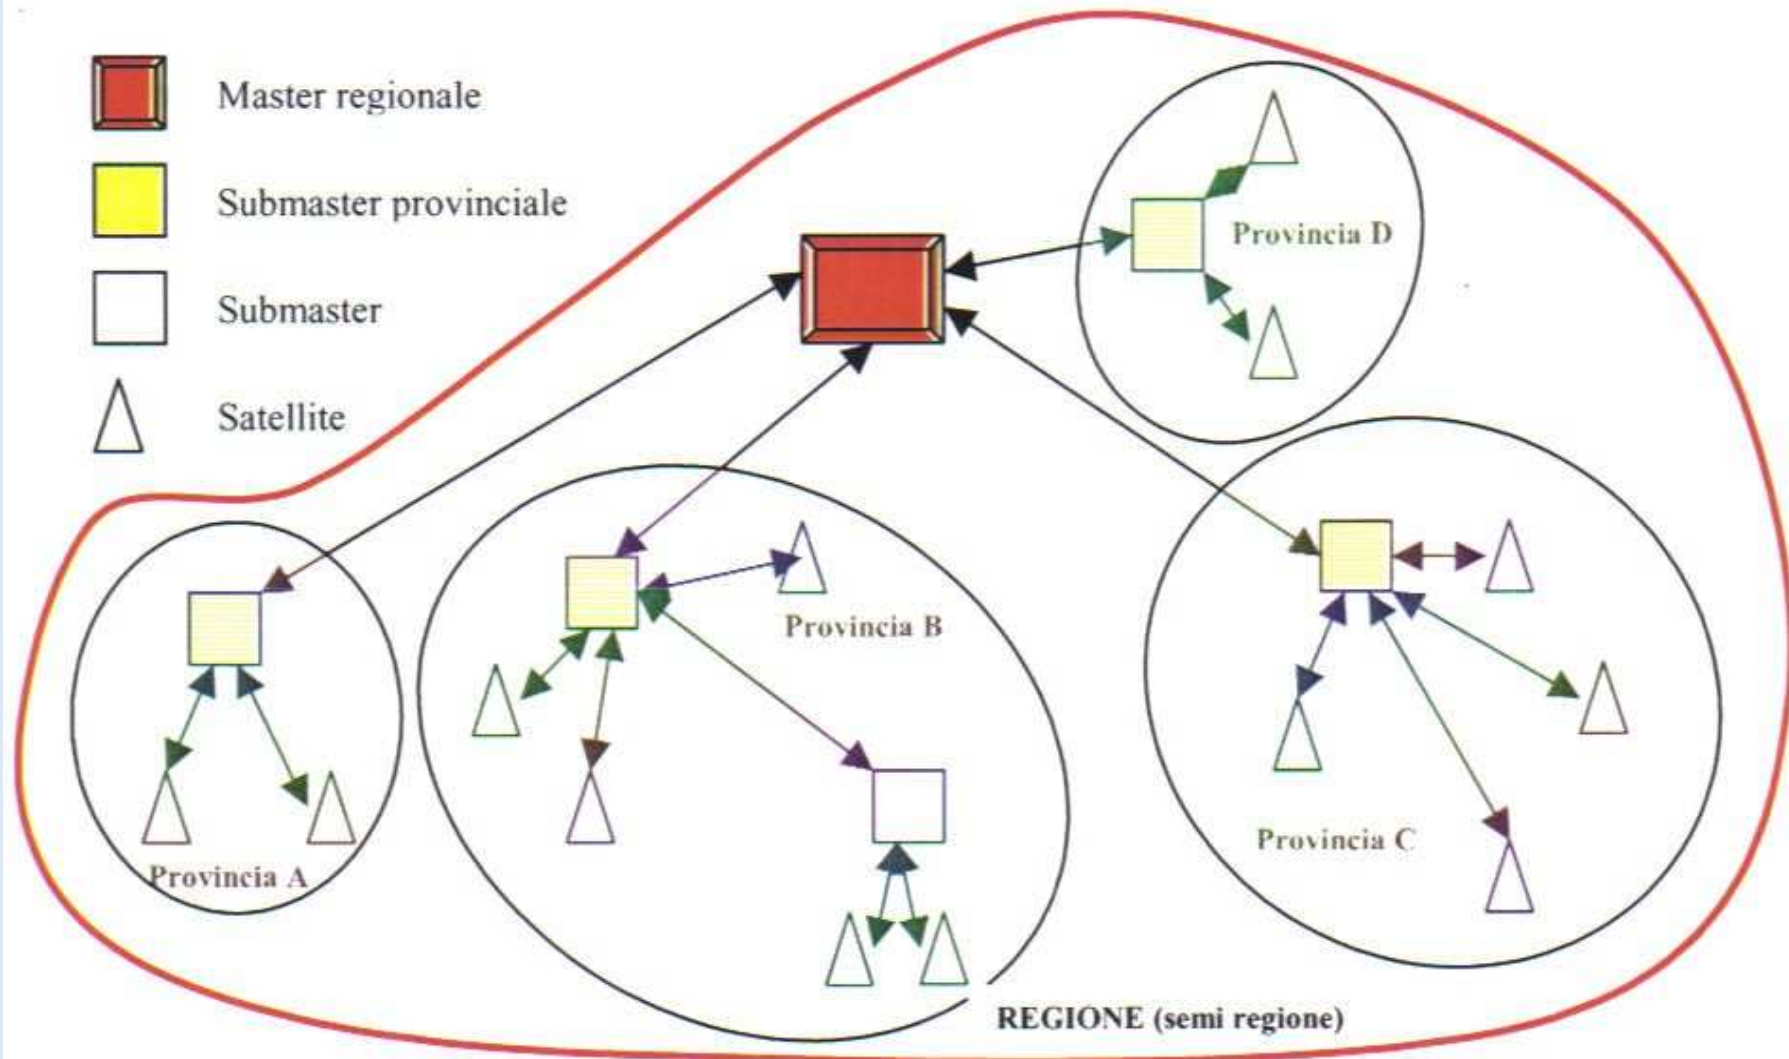 Master regionale
Submaster provinciale
Submaster
Satellite
Provincia D
Provincia B
Provincia C
Provincia A
REGIONE (semi regione)